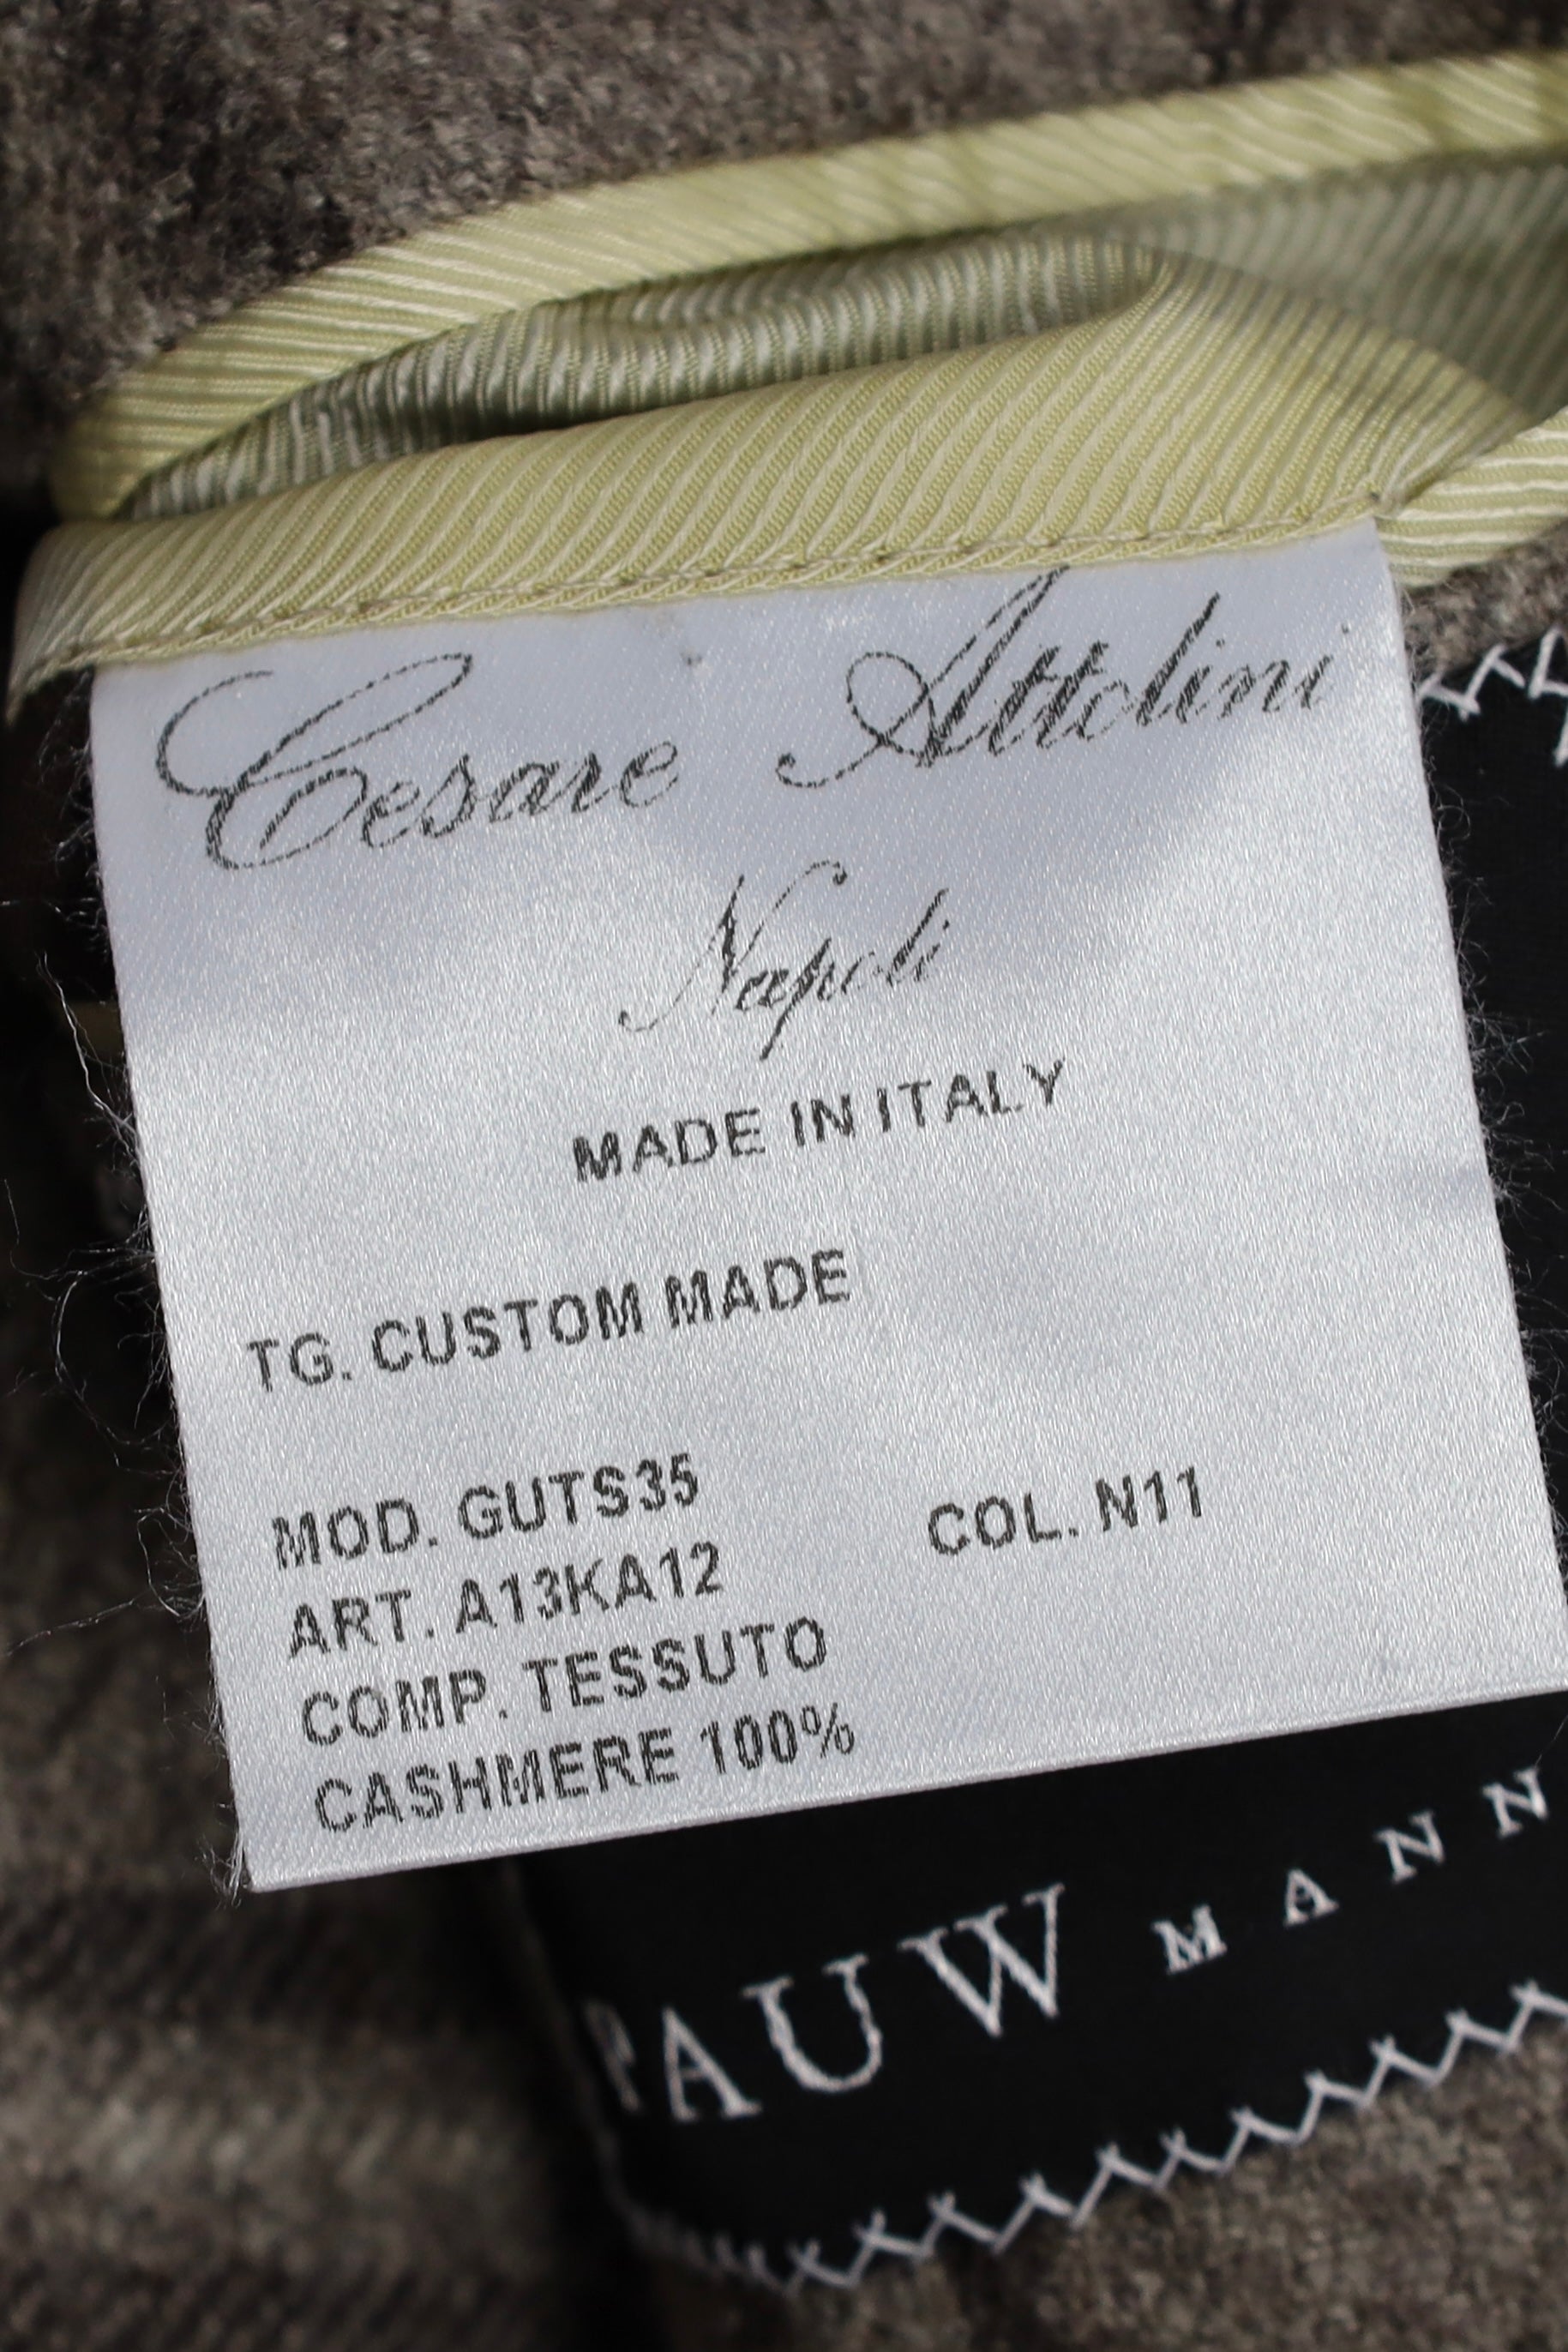 Cesare Attolini
Napoli
MADE IN ITALY
TG. CUSTOM MADE
MOD. GUTS35 COL. N11
ART. A13KA12
COMP. TESSUTO
CASHMERE 100%
PAUW MANN